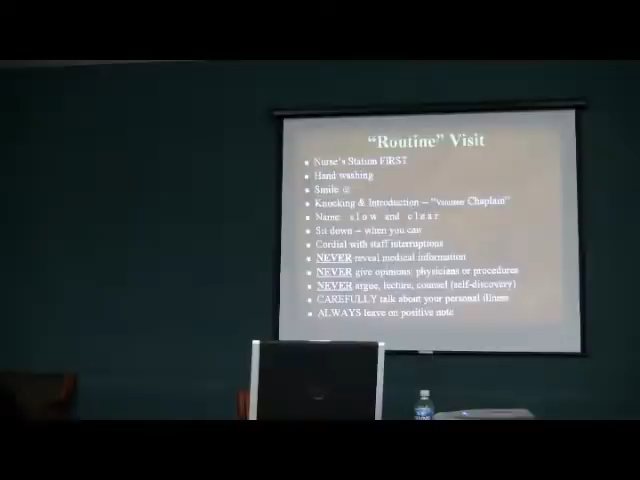 “Routine” Visit
Nurse’s Station FIRST
Hand washing
Smile ☺
Knocking & Introduction – “Volunteer Chaplain”
Name s l o w and c l e a r
Sit down – when you can
Cordial with staff interruptions
NEVER reveal medical information
NEVER give opinions: physicians or procedures
NEVER argue, lecture, counsel (self-discovery)
CAREFULLY talk about your personal illness
ALWAYS leave on positive note